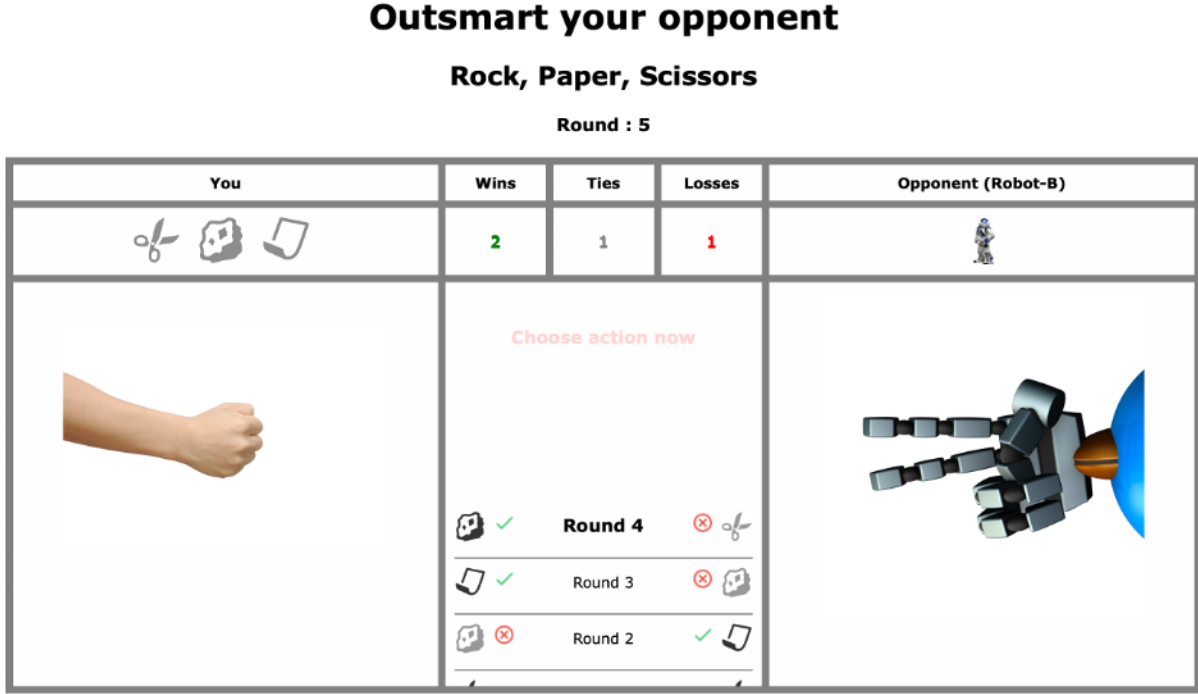 Outsmart your opponent
Rock, Paper, Scissors
Round : 5
You Wins Ties Losses Opponent (Robot-B)
2 1 1
Choose action now
Round 4
Round 3
Round 2